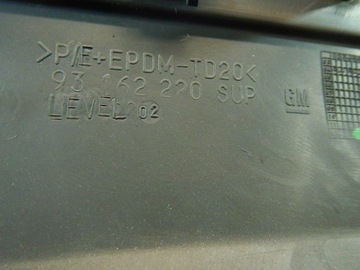 >P/E+EPDM-TD20<
93 162 220 SUP
GM
LEVEL 02